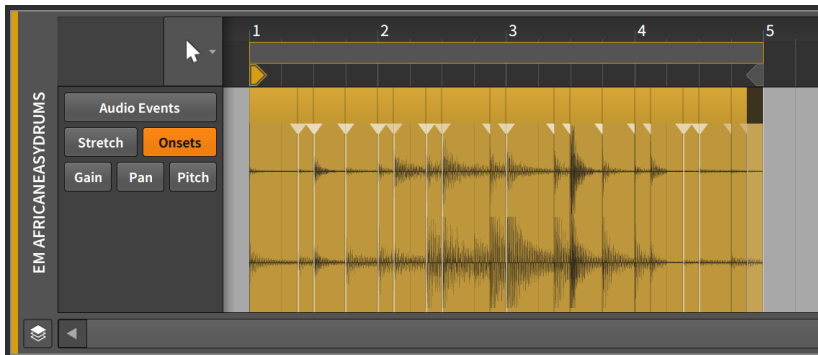 1 2 3 4 5
EM AFRICANEASYDRUMS
Audio Events
Stretch Onsets
Gain Pan Pitch